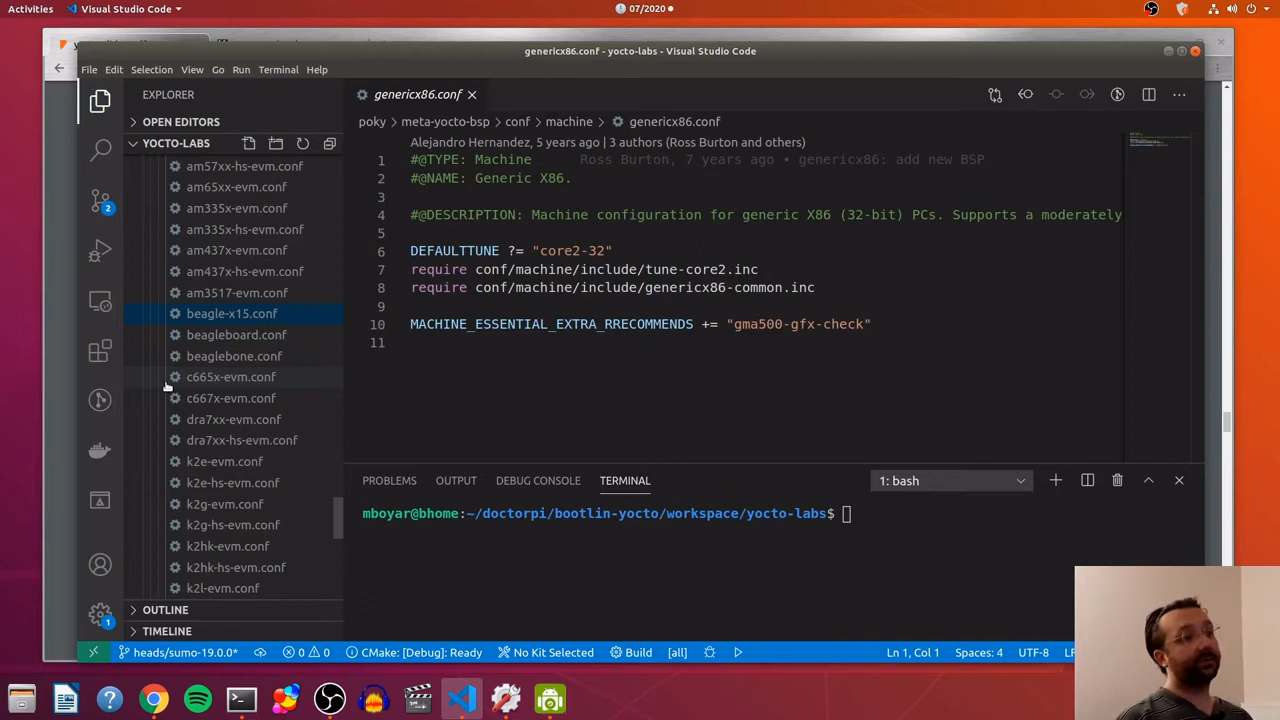 Activities
Visual Studio Code
07/2020
genericx86.conf - yocto-labs - Visual Studio Code
File Edit Selection View Go Run Terminal Help
EXPLORER
OPEN EDITORS
YOCTO-LABS
am57xx-hs-evm.conf
am65xx-evm.conf
am335x-evm.conf
am335x-hs-evm.conf
am437x-evm.conf
am437x-hs-evm.conf
am3517-evm.conf
beagle-x15.conf
beagleboard.conf
beaglebone.conf
c665x-evm.conf
c667x-evm.conf
dra7xx-evm.conf
dra7xx-hs-evm.conf
k2e-evm.conf
k2e-hs-evm.conf
k2g-evm.conf
k2g-hs-evm.conf
k2hk-evm.conf
k2hk-hs-evm.conf
k2l-evm.conf
OUTLINE
TIMELINE
2
1
genericx86.conf
poky > meta-yocto-bsp > conf > machine > genericx86.conf
Alejandro Hernandez, 5 years ago | 3 authors (Ross Burton and others)
1 #@TYPE: Machine Ross Burton, 7 years ago • genericx86: add new BSP
2 #@NAME: Generic X86.
3
4 #@DESCRIPTION: Machine configuration for generic X86 (32-bit) PCs. Supports a moderately
5
6 DEFAULTTUNE ?= "core2-32"
7 require conf/machine/include/tune-core2.inc
8 require conf/machine/include/genericx86-common.inc
9
10 MACHINE_ESSENTIAL_EXTRA_RRECOMMENDS += "gma500-gfx-check"
11
PROBLEMS OUTPUT DEBUG CONSOLE TERMINAL 1: bash
mboyar@bhome:~/doctorpi/bootlin-yocto/workspace/yocto-labs$
heads/sumo-19.0.0* 0 0 CMake: [Debug]: Ready No Kit Selected Build [all] Ln 1, Col 1 Spaces: 4 UTF-8